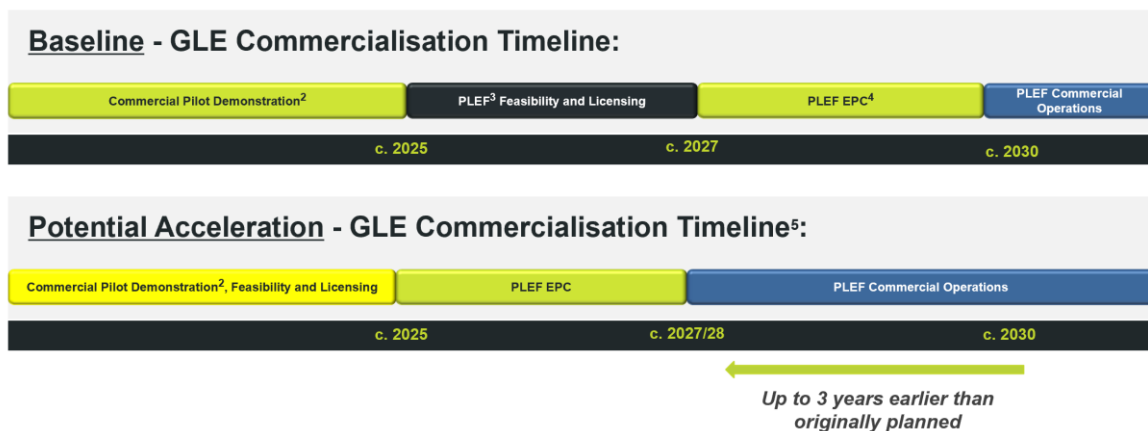 Baseline - GLE Commercialisation Timeline:
Commercial Pilot Demonstration²
PLEF³ Feasibility and Licensing
PLEF EPC⁴
PLEF Commercial
Operations
c. 2025
c. 2027
c. 2030
Potential Acceleration - GLE Commercialisation Timeline⁵:
Commercial Pilot Demonstration², Feasibility and Licensing
PLEF EPC
PLEF Commercial Operations
c. 2025
c. 2027/28
c. 2030
Up to 3 years earlier than
originally planned